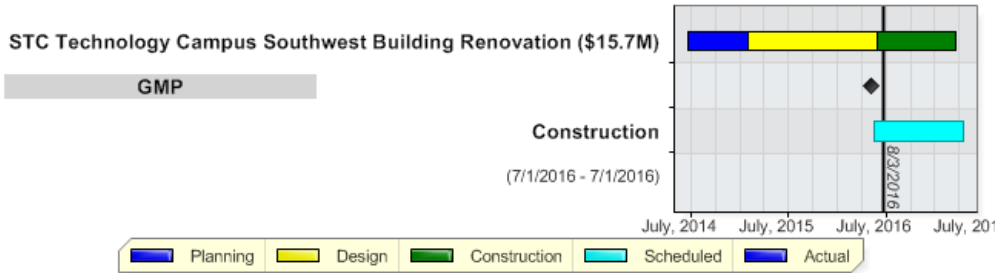 STC Technology Campus Southwest Building Renovation ($15.7M)
GMP
Construction
(7/1/2016 - 7/1/2016)
8/3/2016
July, 2014 July, 2015 July, 2016 July, 201
Planning Design Construction Scheduled Actual